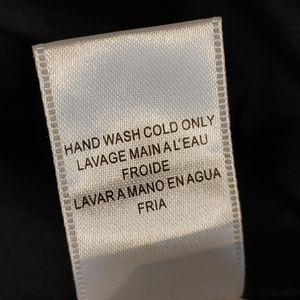 HAND WASH COLD ONLY
LAVAGE MAIN A L'EAU
FROIDE
LAVAR A MANO EN AGUA
FRIA